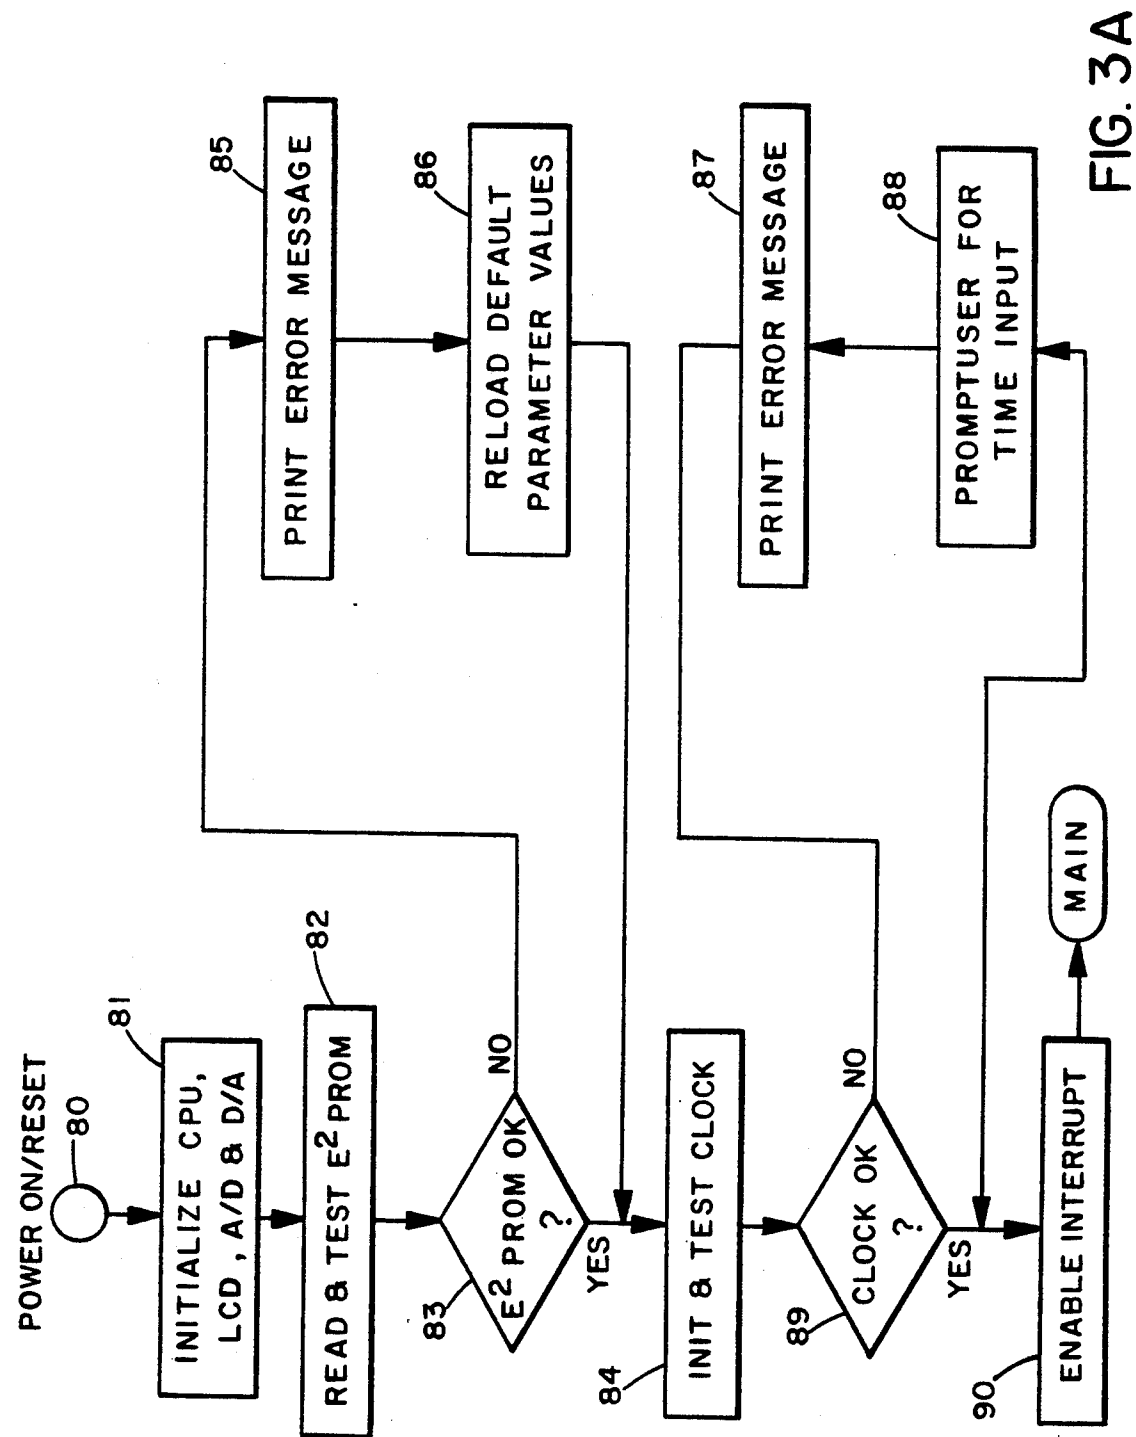 POWER ON/RESET
80
81
INITIALIZE CPU,
LCD, A/D & D/A
82
READ & TEST E² PROM
83
E² PROM OK
?
NO
YES
85
PRINT ERROR MESSAGE
86
RELOAD DEFAULT
PARAMETER VALUES
84
INIT & TEST CLOCK
89
CLOCK OK
?
NO
YES
87
PRINT ERROR MESSAGE
88
PROMPTUSER FOR
TIME INPUT
90
ENABLE INTERRUPT
MAIN
FIG. 3A